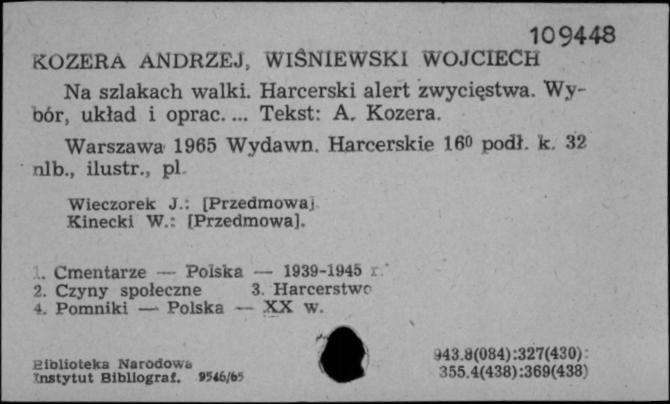 109448
KOZERA ANDRZEJ, WIŚNIEWSKI WOJCIECH
Na szlakach walki. Harcerski alert zwycięstwa. Wy-
bór, układ i oprac.... Tekst: A. Kozera.
Warszawa 1965 Wydawn. Harcerskie 16⁰ podł. k. 32
nlb., ilustr., pl.
Wieczorek J.: [Przedmowa]
Kinecki W.: [Przedmowa].
1. Cmentarze — Polska — 1939-1945 r.
2. Czyny społeczne 3. Harcerstwo
4. Pomniki — Polska — XX w.
Biblioteka Narodowa
Instytut Bibliograf. 9546/65
943.8(084):327(430):
355.4(438):369(438)